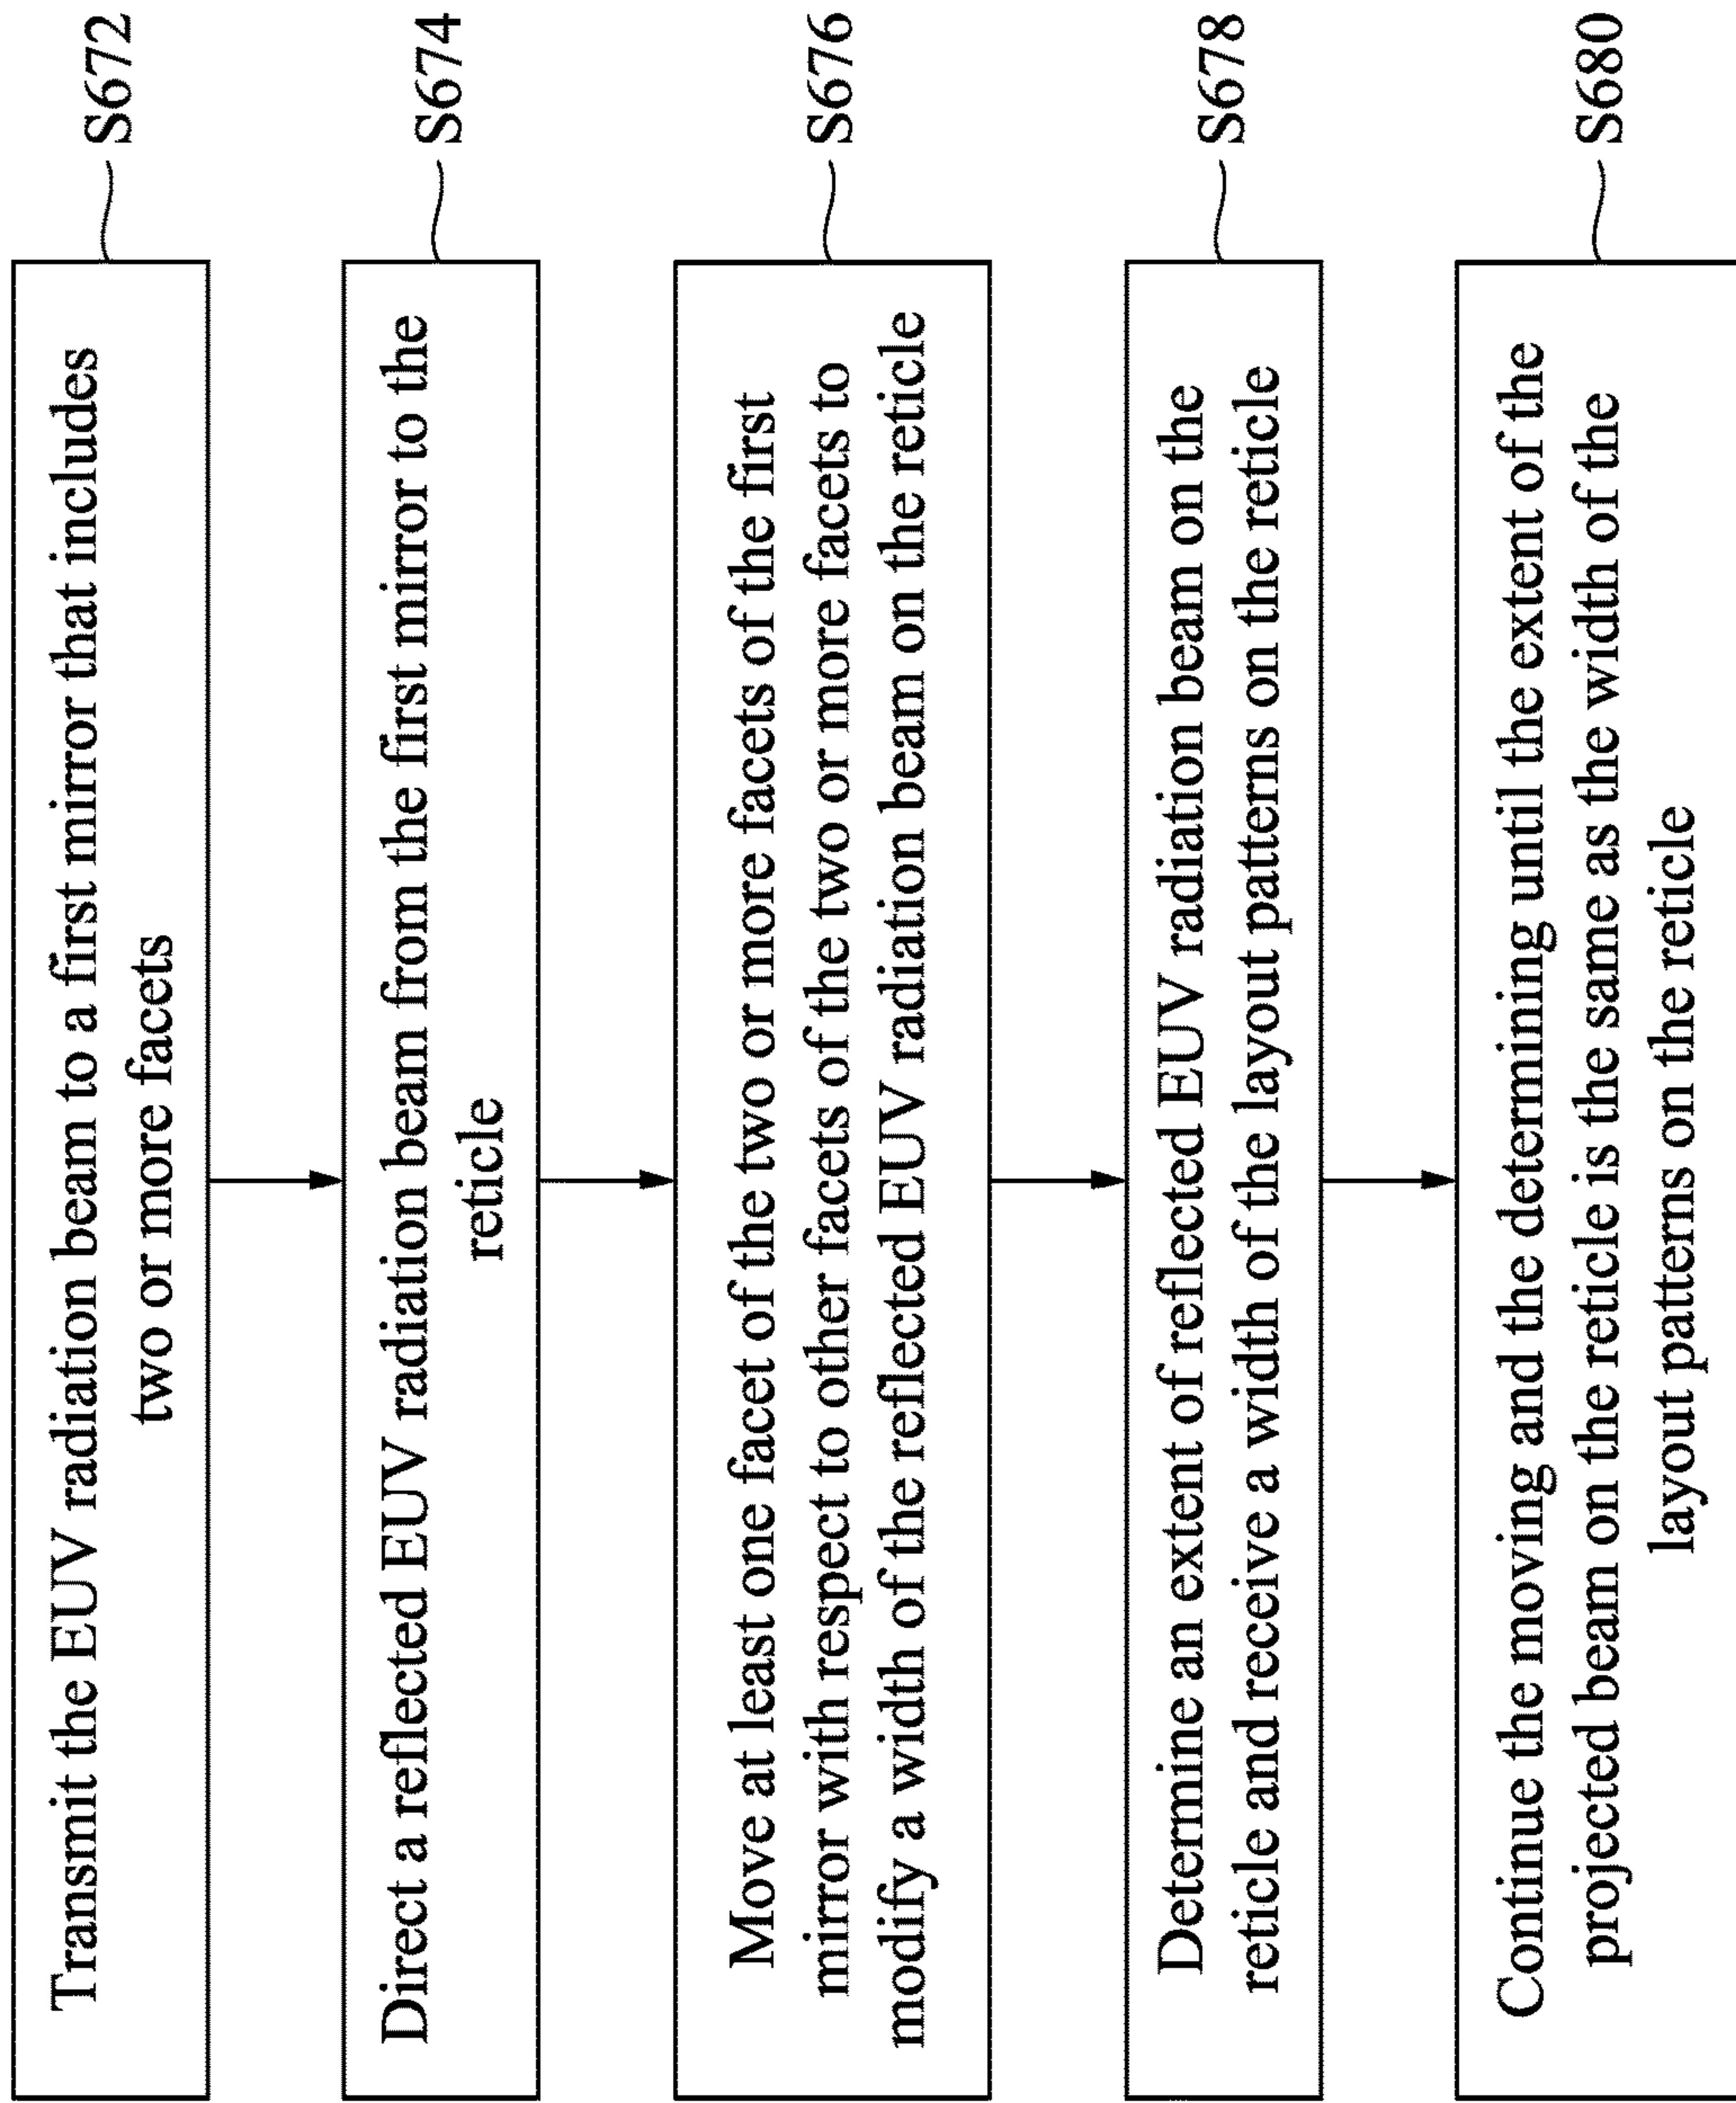 Transmit the EUV radiation beam to a first mirror that includes
two or more facets
S672
Direct a reflected EUV radiation beam from the first mirror to the
reticle
S674
Move at least one facet of the two or more facets of the first
mirror with respect to other facets of the two or more facets to
modify a width of the reflected EUV radiation beam on the reticle
S676
Determine an extent of reflected EUV radiation beam on the
reticle and receive a width of the layout patterns on the reticle
S678
Continue the moving and the determining until the extent of the
projected beam on the reticle is the same as the width of the
layout patterns on the reticle
S680